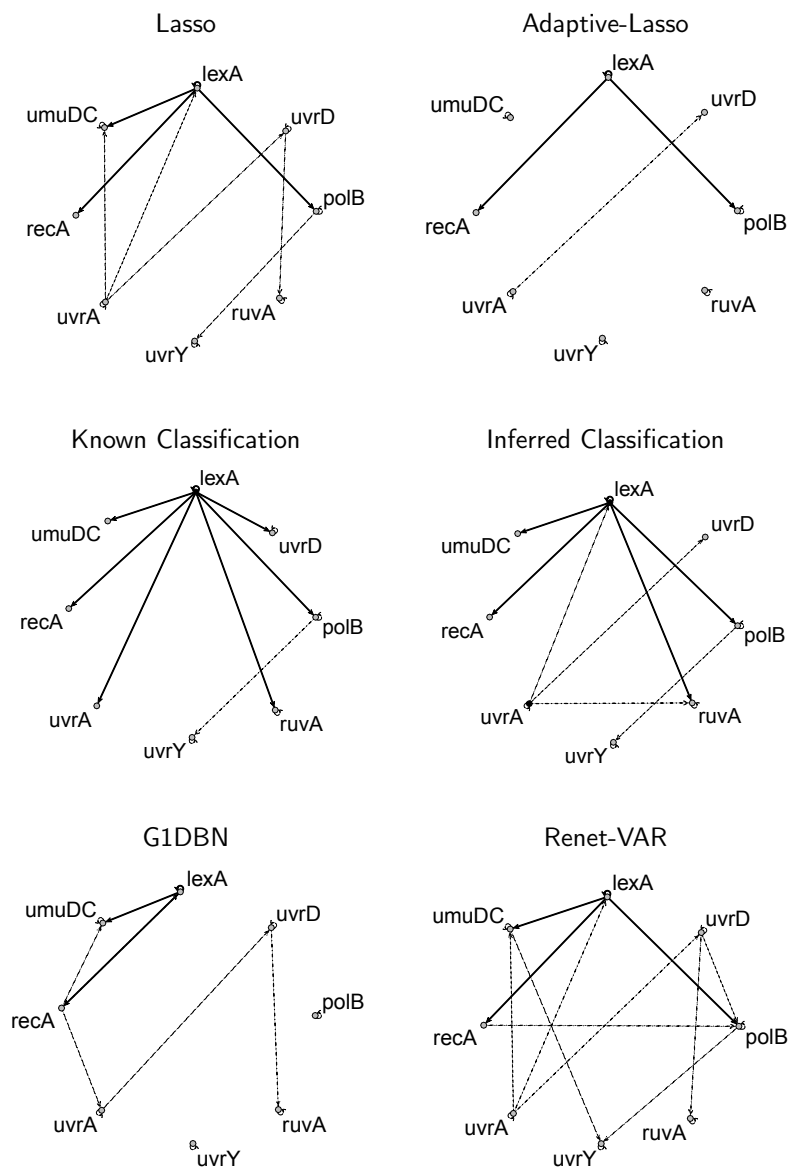 Lasso
lexA
umuDC
uvrD
recA
polB
uvrA
ruvA
uvrY
Adaptive-Lasso
lexA
umuDC
uvrD
recA
polB
uvrA
ruvA
uvrY
Known Classification
lexA
umuDC
uvrD
recA
polB
uvrA
ruvA
uvrY
Inferred Classification
lexA
umuDC
uvrD
recA
polB
uvrA
ruvA
uvrY
G1DBN
lexA
umuDC
uvrD
recA
polB
uvrA
ruvA
uvrY
Renet-VAR
lexA
umuDC
uvrD
recA
polB
uvrA
ruvA
uvrY